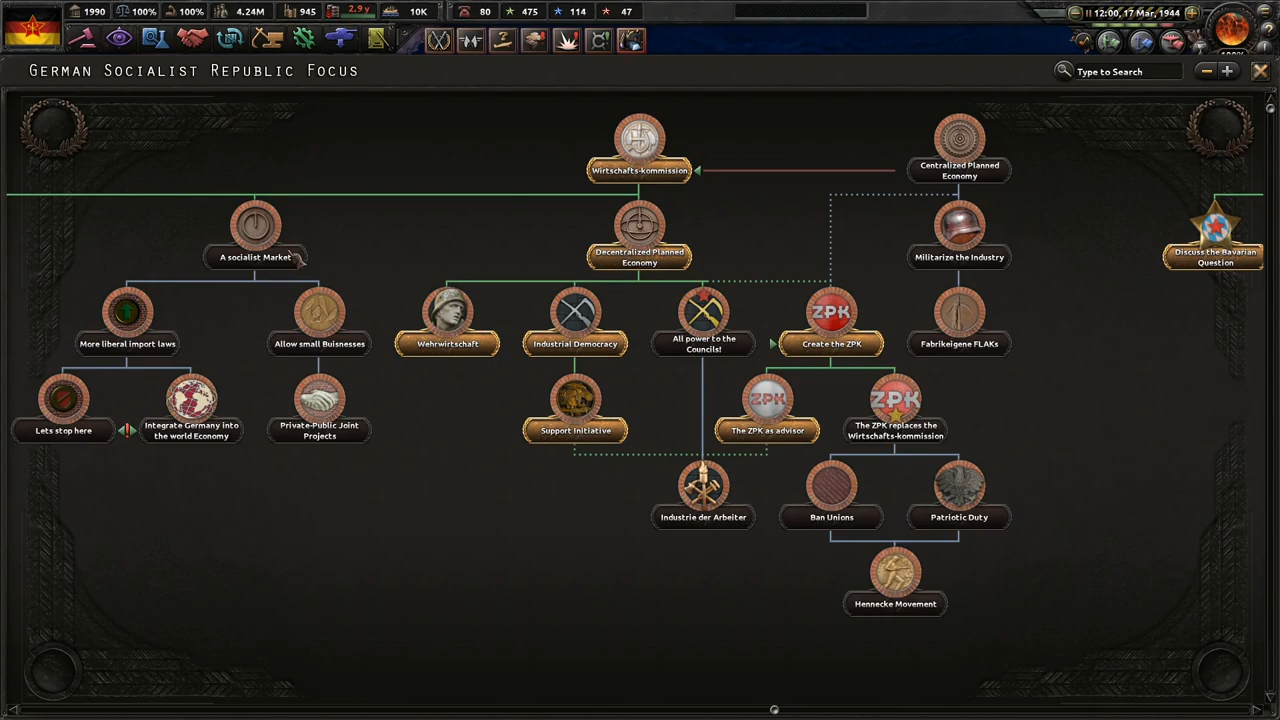 1990
100%
100%
4.24M
945
2.9 y
10K
80
475
114
47
12:00, 17 Mar, 1944
100%
German Socialist Republic Focus
Type to Search
Wirtschafts-kommission
Centralized Planned
Economy
A socialist Market
Decentralized Planned
Economy
Militarize the Industry
Discuss the Bavarian
Question
More liberal import laws
Allow small Buisnesses
Wehrwirtschaft
Industrial Democracy
All power to the
Councils!
ZPK
Create the ZPK
Fabrikeigene FLAKs
Lets stop here
Integrate Germany into
the world Economy
Private-Public Joint
Projects
Support Initiative
ZPK
The ZPK as advisor
ZPK
The ZPK replaces the
Wirtschafts-kommission
Industrie der Arbeiter
Ban Unions
Patriotic Duty
Hennecke Movement